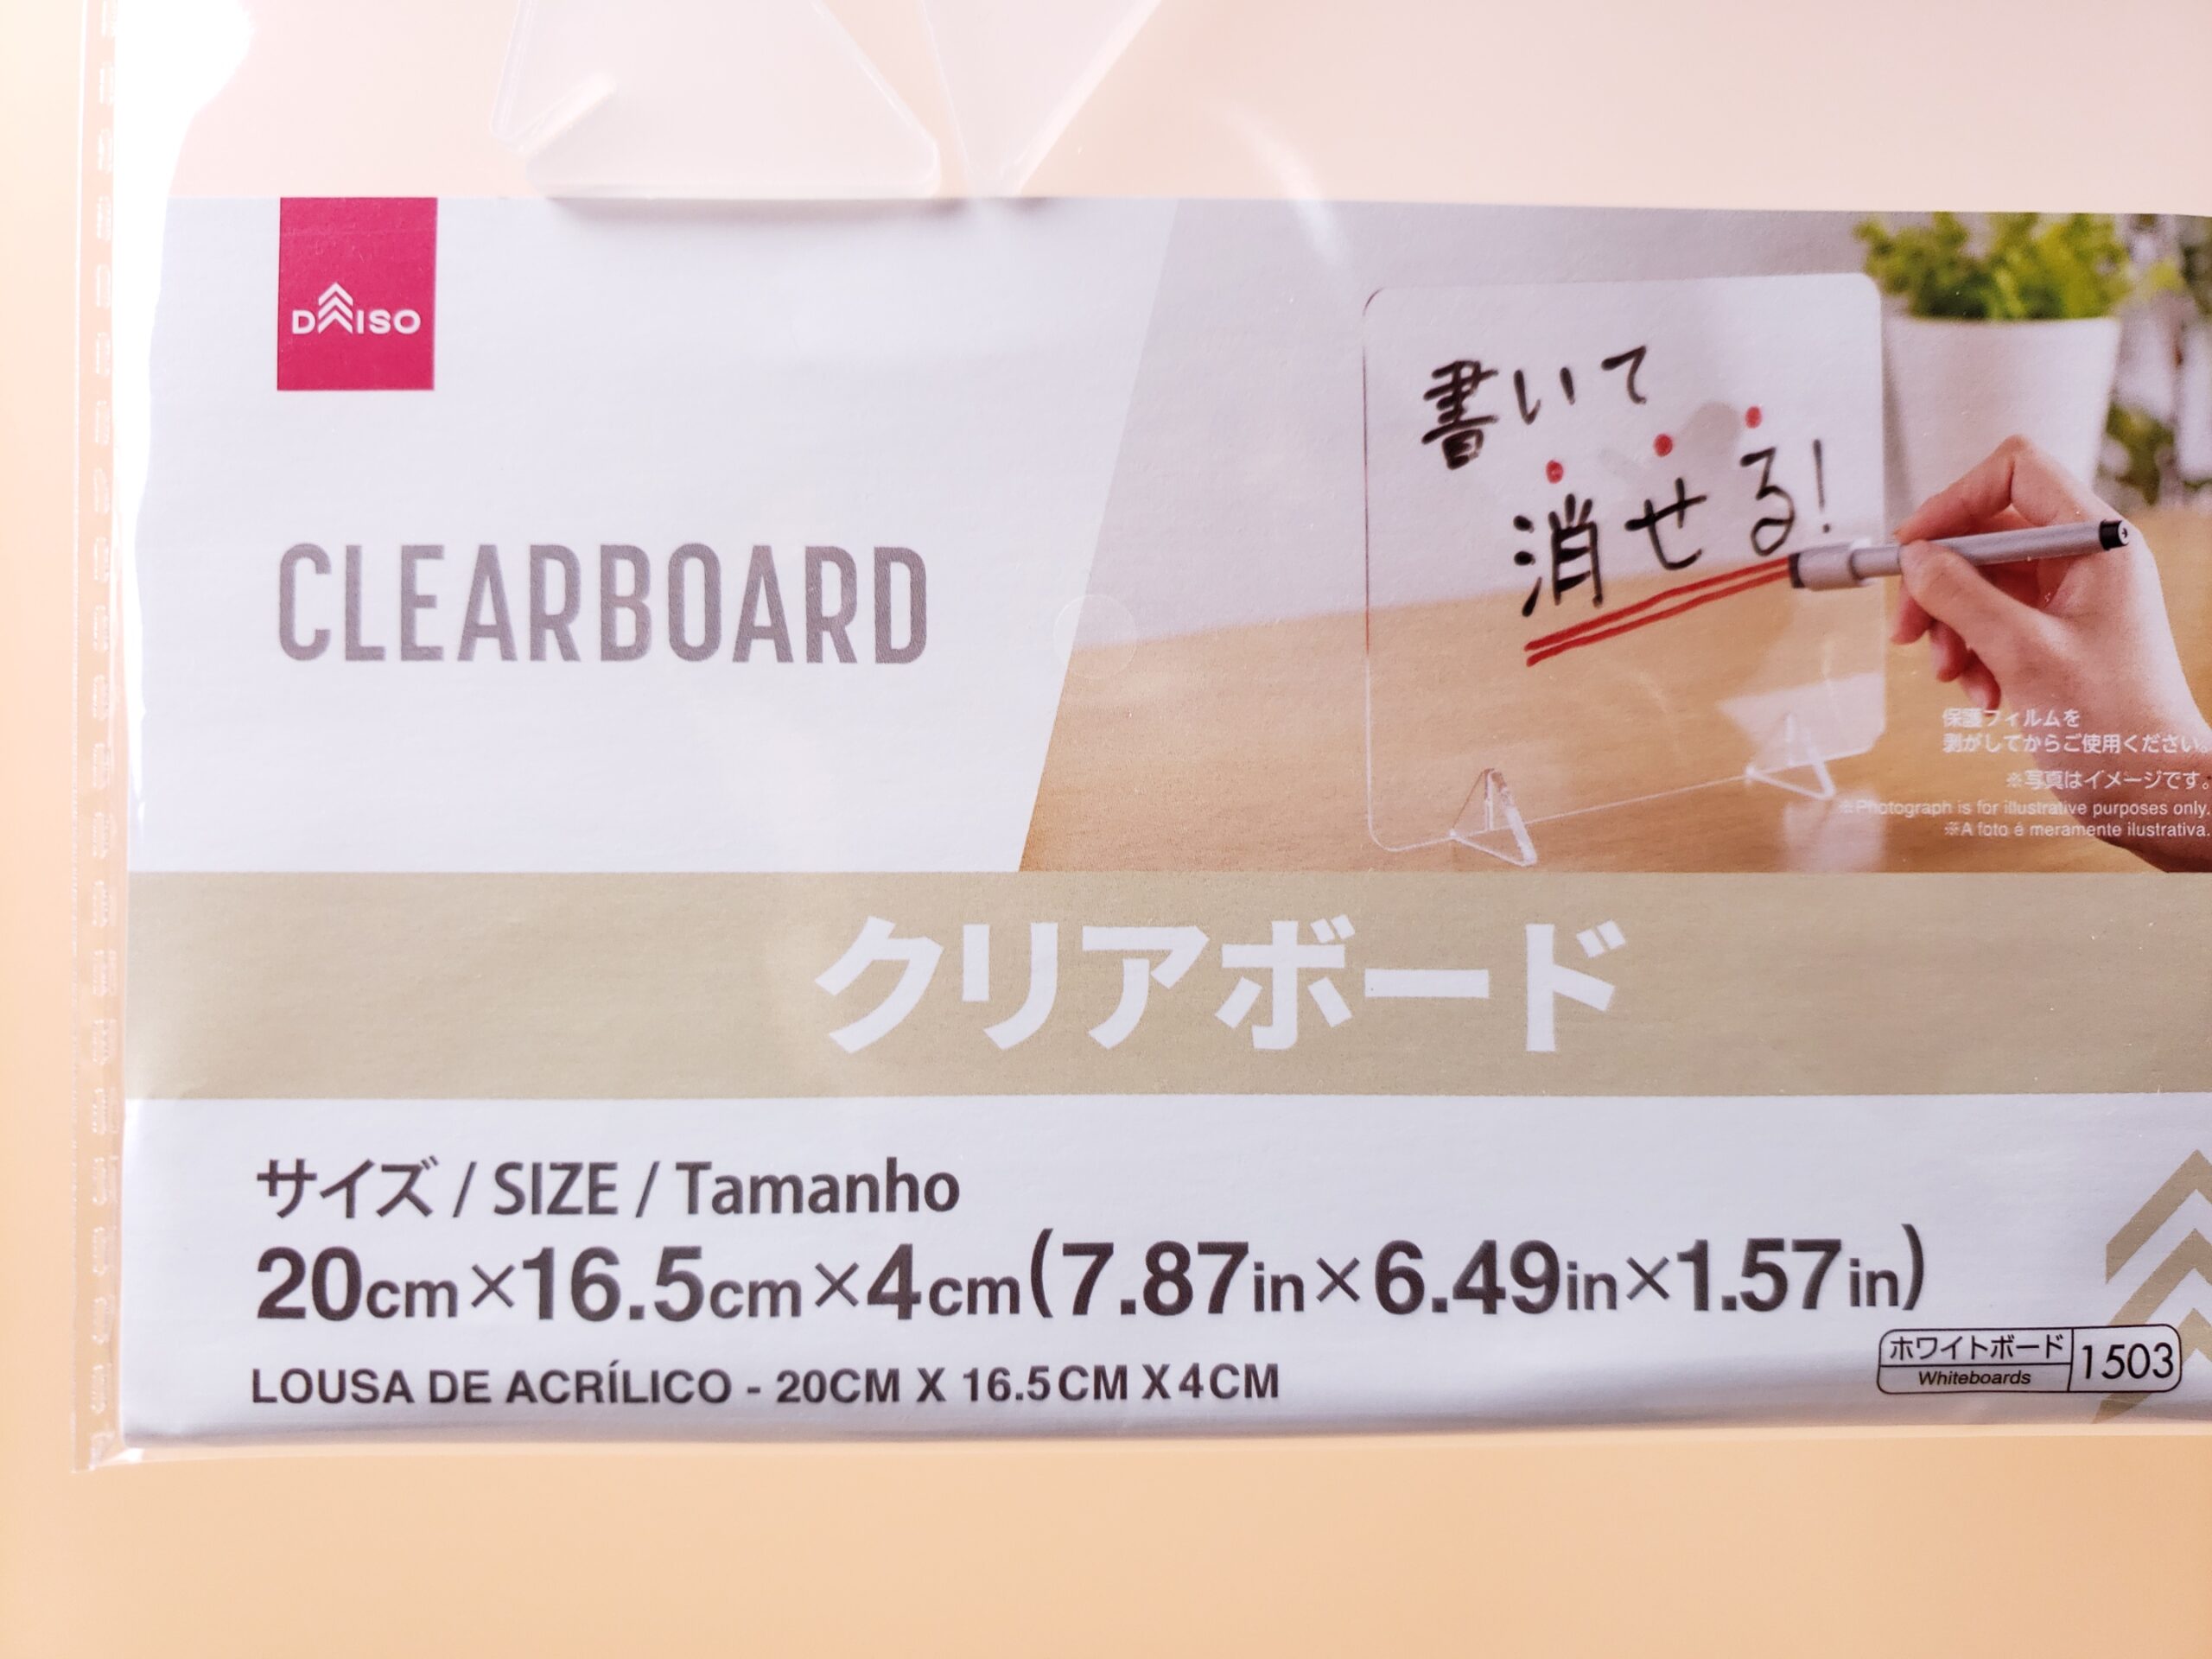 DAISO
CLEARBOARD
書いて
消せる!
保護フィルムを
剥がしてからご使用ください。
※写真はイメージです。
※Photograph is for illustrative purposes only.
※A foto é meramente ilustrativa.
クリアボード
サイズ / SIZE / Tamanho
20cm×16.5cm×4cm(7.87in×6.49in×1.57in)
LOUSA DE ACRÍLICO - 20CM X 16.5CM X 4CM
ホワイトボード 1503
Whiteboards